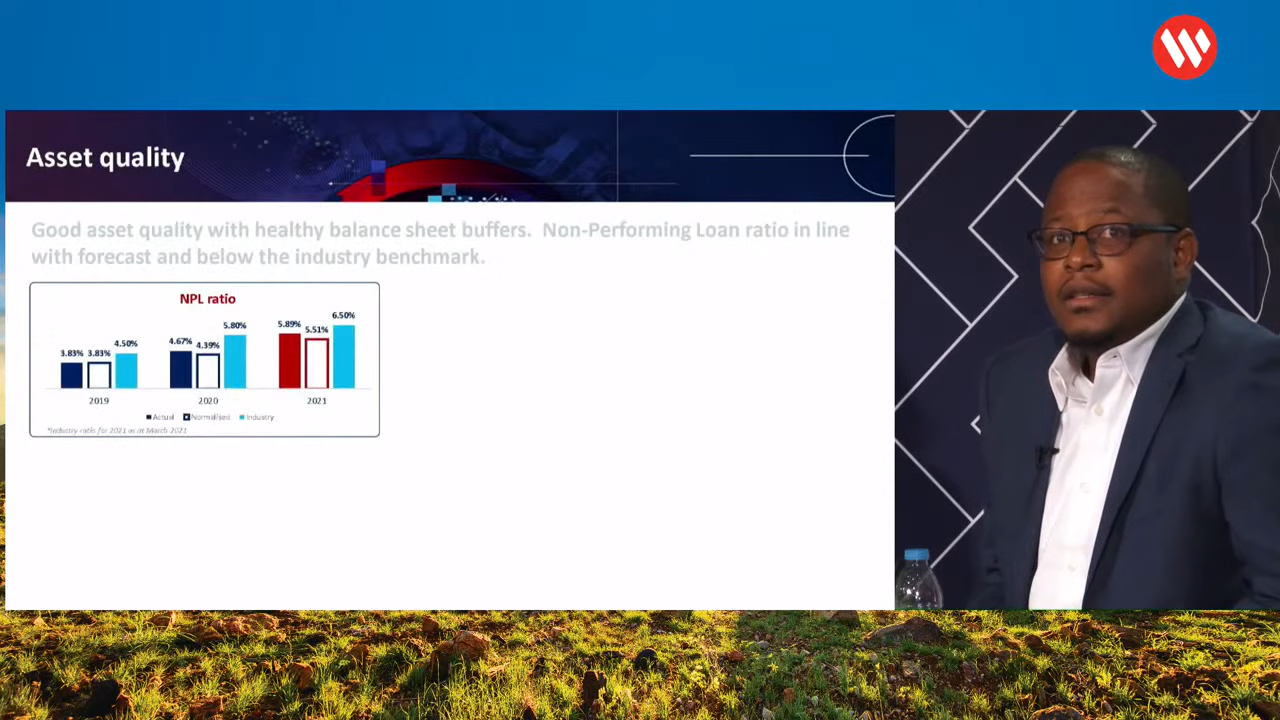 Asset quality
Good asset quality with healthy balance sheet buffers. Non-Performing Loan ratio in line
with forecast and below the industry benchmark.
NPL ratio
3.83% 3.83% 4.50%
4.67% 4.39% 5.80%
5.89% 5.51% 6.50%
2019 2020 2021
Actual Normalised Industry
*Industry ratio for 2021 as at March 2021